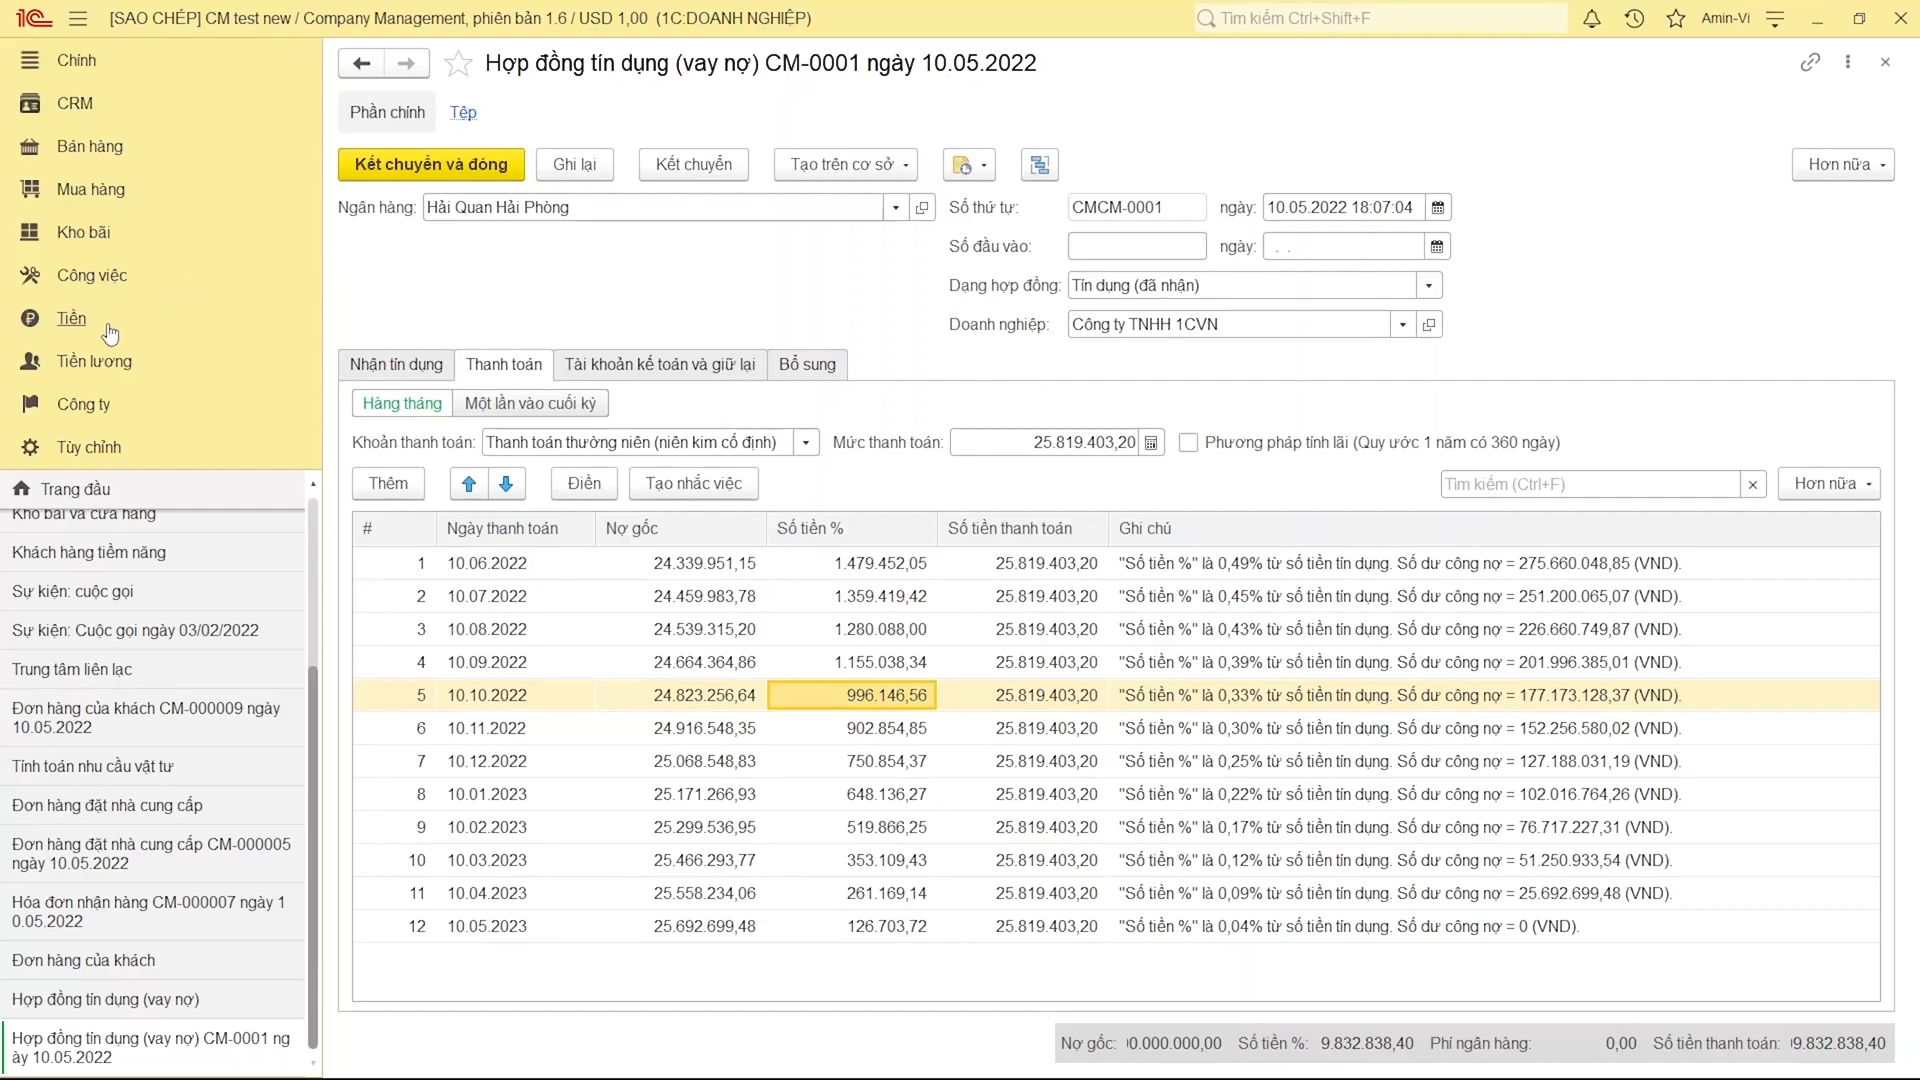 [SAO CHÉP] CM test new / Company Management, phiên bản 1.6 / USD 1,00 (1C:DOANH NGHIỆP)
Tìm kiếm Ctrl+Shift+F
Amin-Vi
Chính
CRM
Bán hàng
Mua hàng
Kho bãi
Công việc
Tiền
Tiền lương
Công ty
Tùy chỉnh
Trang đầu
Kho bãi và cửa hàng
Khách hàng tiềm năng
Sự kiện: cuộc gọi
Sự kiện: Cuộc gọi ngày 03/02/2022
Trung tâm liên lạc
Đơn hàng của khách CM-000009 ngày
10.05.2022
Tính toán nhu cầu vật tư
Đơn hàng đặt nhà cung cấp
Đơn hàng đặt nhà cung cấp CM-000005
ngày 10.05.2022
Hóa đơn nhận hàng CM-000007 ngày 1
0.05.2022
Đơn hàng của khách
Hợp đồng tín dụng (vay nợ)
Hợp đồng tín dụng (vay nợ) CM-0001 ng
ày 10.05.2022
Hợp đồng tín dụng (vay nợ) CM-0001 ngày 10.05.2022
Phần chính Tệp
Kết chuyển và đóng Ghi lại Kết chuyển Tạo trên cơ sở Hơn nữa
Ngân hàng: Hải Quan Hải Phòng Số thứ tự: CMCM-0001 ngày: 10.05.2022 18:07:04
Số đầu vào: ngày: . .
Dạng hợp đồng: Tín dụng (đã nhận)
Doanh nghiệp: Công ty TNHH 1CVN
Nhận tín dụng Thanh toán Tài khoản kế toán và giữ lại Bổ sung
Hàng tháng Một lần vào cuối kỳ
Khoản thanh toán: Thanh toán thường niên (niên kim cố định) Mức thanh toán: 25.819.403,20 Phương pháp tính lãi (Quy ước 1 năm có 360 ngày)
Thêm Điền Tạo nhắc việc Tìm kiếm (Ctrl+F) Hơn nữa
# Ngày thanh toán Nợ gốc Số tiền % Số tiền thanh toán Ghi chú
1 10.06.2022 24.339.951,15 1.479.452,05 25.819.403,20 "Số tiền %" là 0,49% từ số tiền tín dụng. Số dư công nợ = 275.660.048,85 (VND).
2 10.07.2022 24.459.983,78 1.359.419,42 25.819.403,20 "Số tiền %" là 0,45% từ số tiền tín dụng. Số dư công nợ = 251.200.065,07 (VND).
3 10.08.2022 24.539.315,20 1.280.088,00 25.819.403,20 "Số tiền %" là 0,43% từ số tiền tín dụng. Số dư công nợ = 226.660.749,87 (VND).
4 10.09.2022 24.664.364,86 1.155.038,34 25.819.403,20 "Số tiền %" là 0,39% từ số tiền tín dụng. Số dư công nợ = 201.996.385,01 (VND).
5 10.10.2022 24.823.256,64 996.146,56 25.819.403,20 "Số tiền %" là 0,33% từ số tiền tín dụng. Số dư công nợ = 177.173.128,37 (VND).
6 10.11.2022 24.916.548,35 902.854,85 25.819.403,20 "Số tiền %" là 0,30% từ số tiền tín dụng. Số dư công nợ = 152.256.580,02 (VND).
7 10.12.2022 25.068.548,83 750.854,37 25.819.403,20 "Số tiền %" là 0,25% từ số tiền tín dụng. Số dư công nợ = 127.188.031,19 (VND).
8 10.01.2023 25.171.266,93 648.136,27 25.819.403,20 "Số tiền %" là 0,22% từ số tiền tín dụng. Số dư công nợ = 102.016.764,26 (VND).
9 10.02.2023 25.299.536,95 519.866,25 25.819.403,20 "Số tiền %" là 0,17% từ số tiền tín dụng. Số dư công nợ = 76.717.227,31 (VND).
10 10.03.2023 25.466.293,77 353.109,43 25.819.403,20 "Số tiền %" là 0,12% từ số tiền tín dụng. Số dư công nợ = 51.250.933,54 (VND).
11 10.04.2023 25.558.234,06 261.169,14 25.819.403,20 "Số tiền %" là 0,09% từ số tiền tín dụng. Số dư công nợ = 25.692.699,48 (VND).
12 10.05.2023 25.692.699,48 126.703,72 25.819.403,20 "Số tiền %" là 0,04% từ số tiền tín dụng. Số dư công nợ = 0 (VND).
Nợ gốc: 0.000.000,00 Số tiền %: 9.832.838,40 Phí ngân hàng: 0,00 Số tiền thanh toán: 9.832.838,40